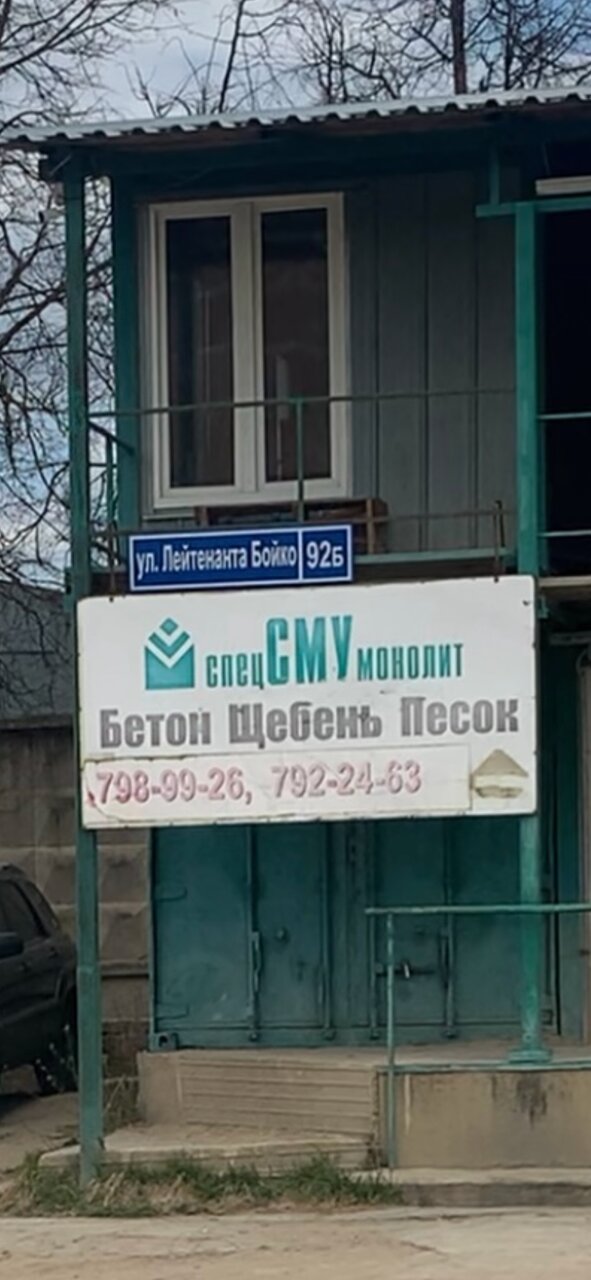 ул. Лейтенанта Бойко 92б
спецСМУмонолит
Бетон Щебень Песок
798-99-26, 792-24-63